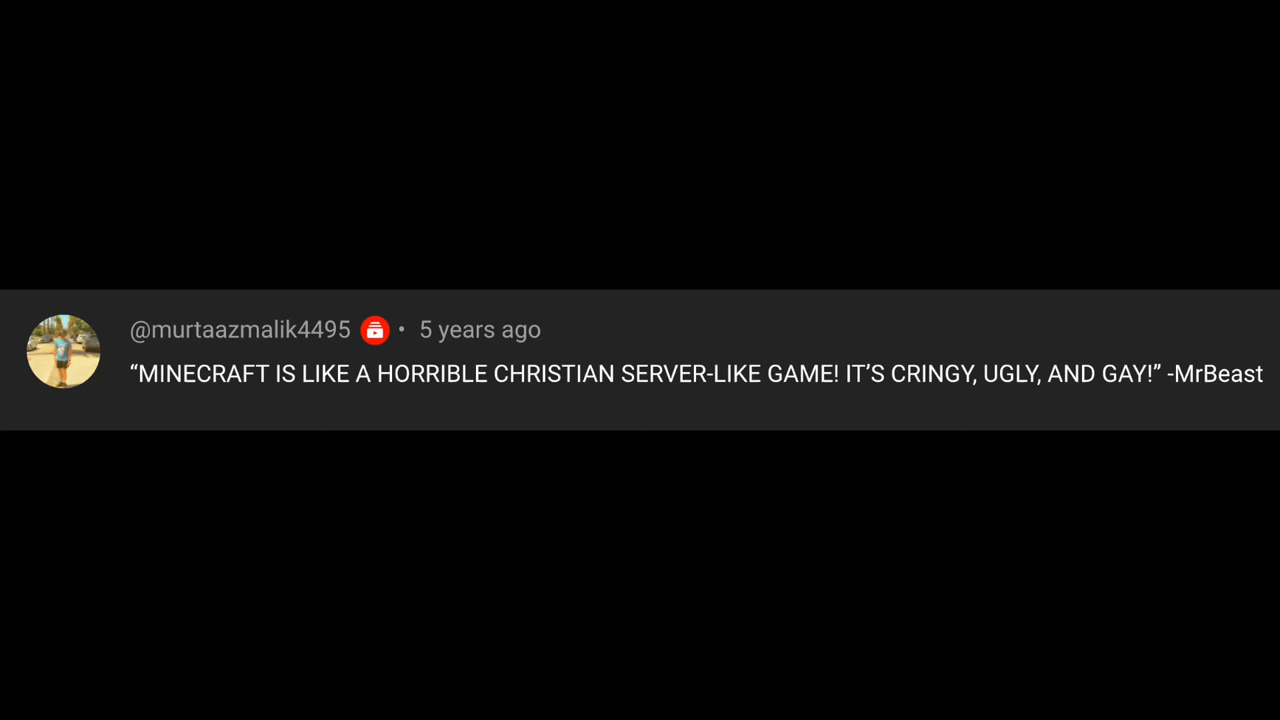 @murtaazmalik4495 • 5 years ago
“MINECRAFT IS LIKE A HORRIBLE CHRISTIAN SERVER-LIKE GAME! IT’S CRINGY, UGLY, AND GAY!” -MrBeast